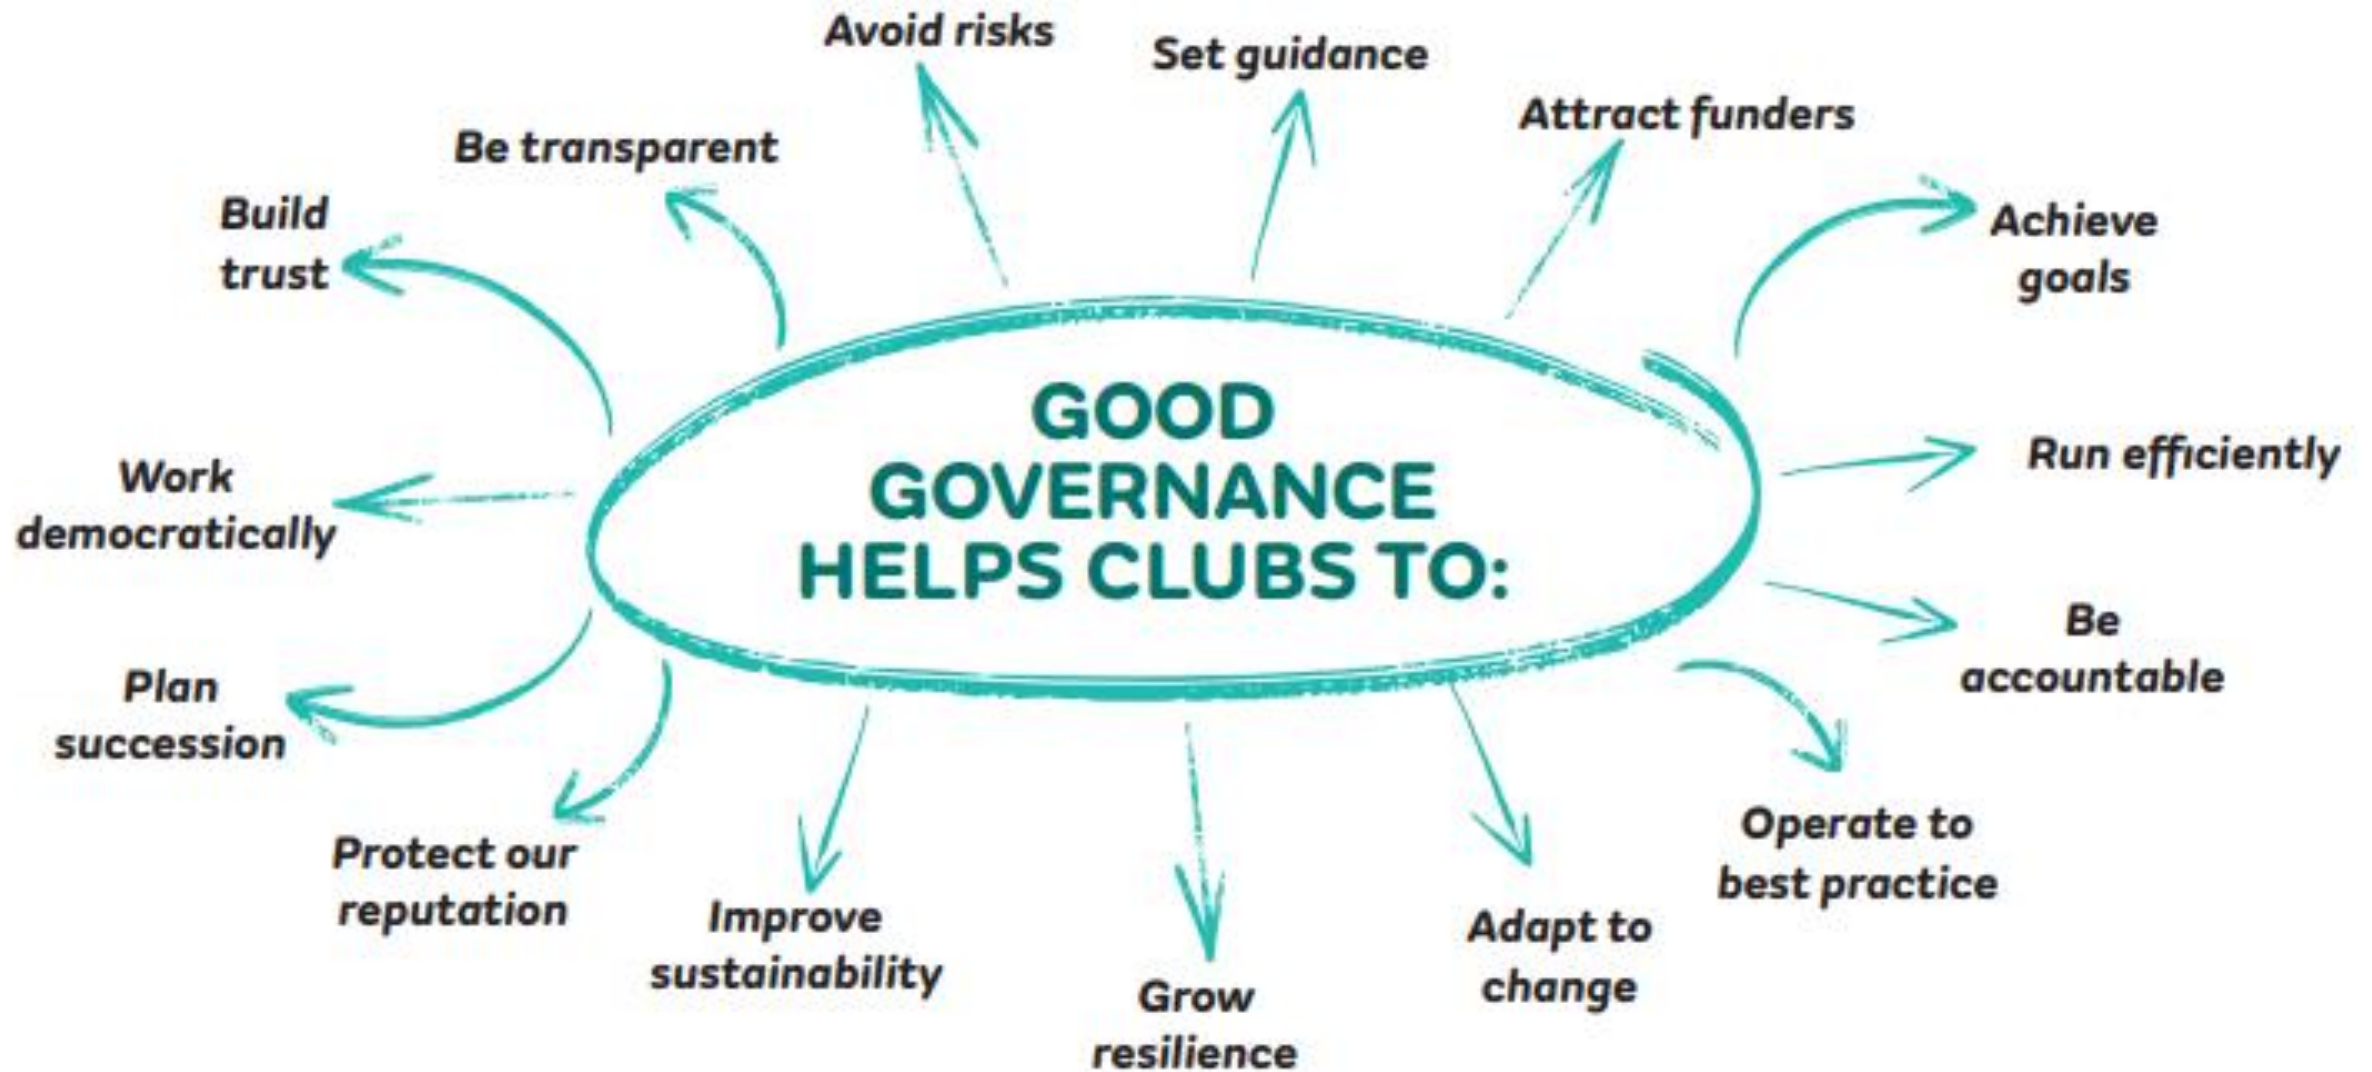 Avoid risks
Set guidance
Attract funders
Be transparent
Build
trust
Achieve
goals
GOOD
GOVERNANCE
HELPS CLUBS TO:
Work
democratically
Run efficiently
Be
accountable
Plan
succession
Protect our
reputation
Improve
sustainability
Grow
resilience
Adapt to
change
Operate to
best practice